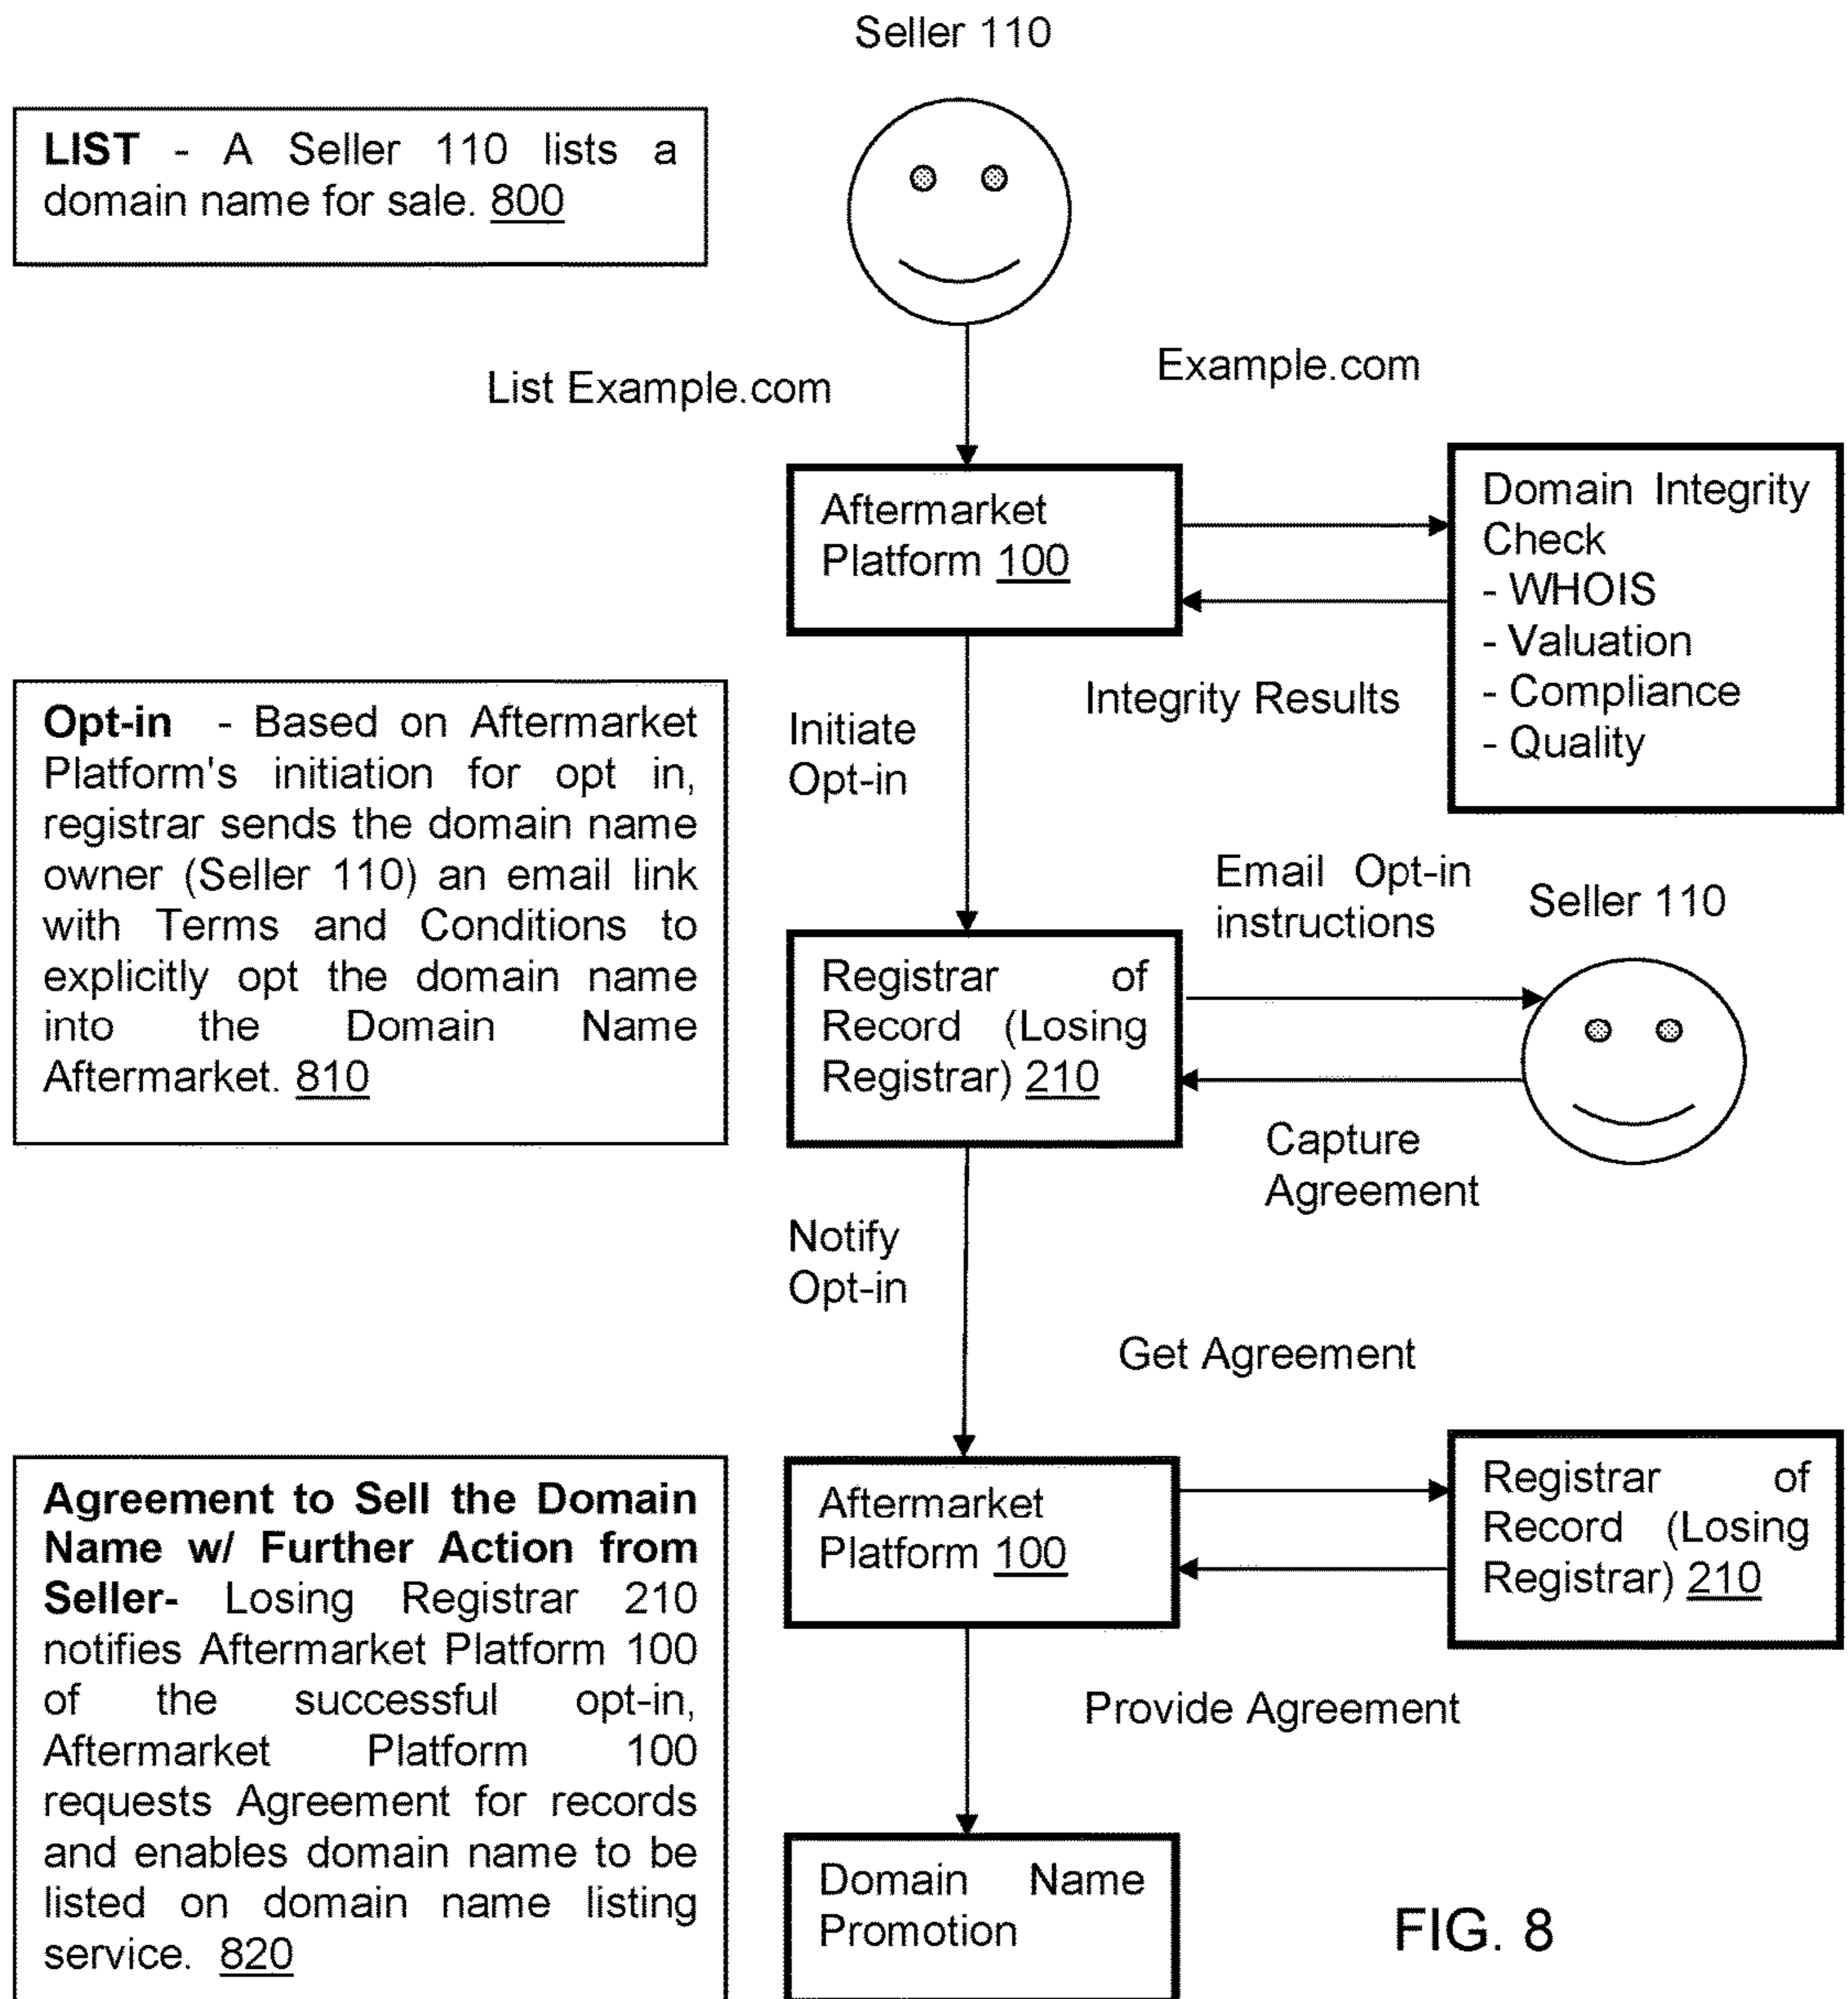 Seller 110
LIST - A Seller 110 lists a
domain name for sale. 800
List Example.com
Example.com
Aftermarket
Platform 100
Domain Integrity
Check
- WHOIS
- Valuation
- Compliance
- Quality
Integrity Results
Initiate
Opt-in
Opt-in - Based on Aftermarket
Platform's initiation for opt in,
registrar sends the domain name
owner (Seller 110) an email link
with Terms and Conditions to
explicitly opt the domain name
into the Domain Name
Aftermarket. 810
Registrar of
Record (Losing
Registrar) 210
Email Opt-in
instructions
Seller 110
Capture
Agreement
Notify
Opt-in
Get Agreement
Agreement to Sell the Domain
Name w/ Further Action from
Seller- Losing Registrar 210
notifies Aftermarket Platform 100
of the successful opt-in,
Aftermarket Platform 100
requests Agreement for records
and enables domain name to be
listed on domain name listing
service. 820
Aftermarket
Platform 100
Registrar of
Record (Losing
Registrar) 210
Provide Agreement
Domain Name
Promotion
FIG. 8